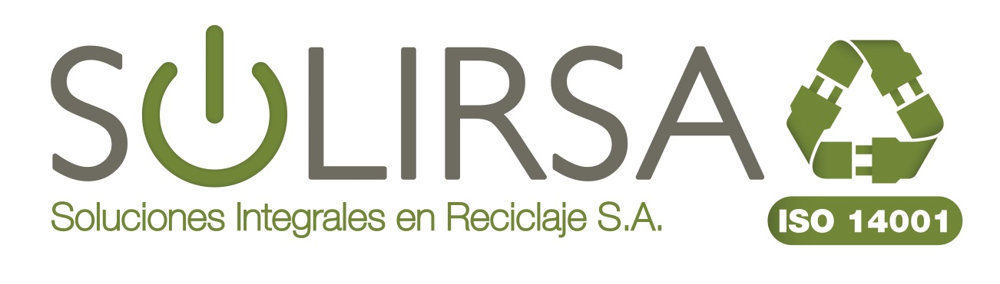 SOLIRSA
Soluciones Integrales en Reciclaje S.A.
ISO 14001